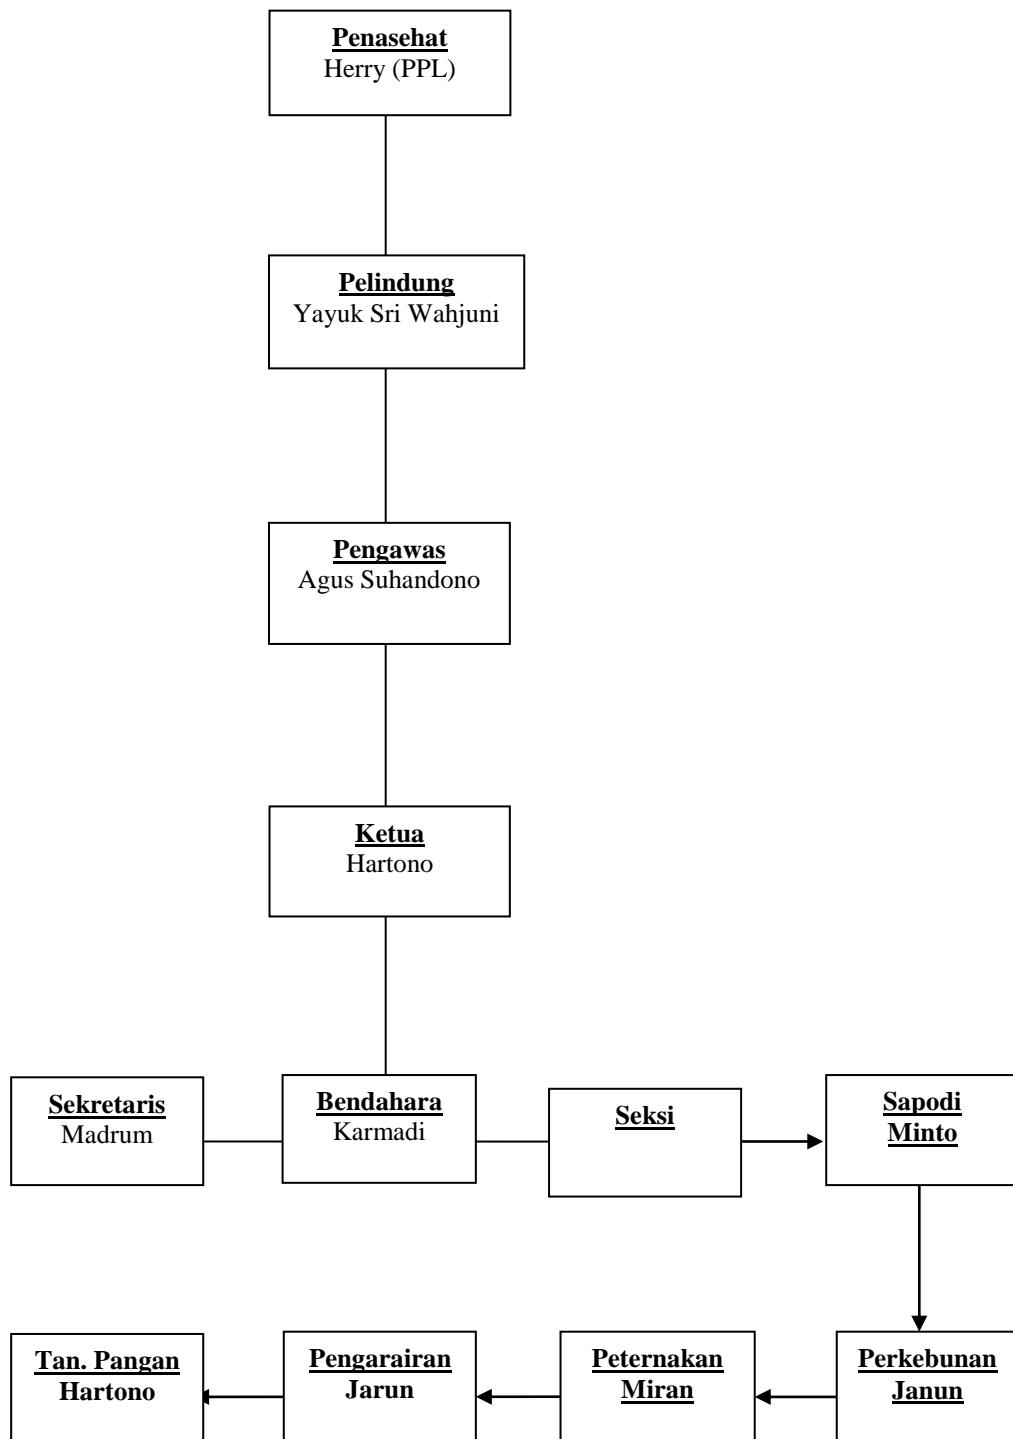 Penasehat
Herry (PPL)
Pelindung
Yayuk Sri Wahjuni
Pengawas
Agus Suhandono
Ketua
Hartono
Sekretaris
Madrum
Bendahara
Karmadi
Seksi
Sapodi
Minto
Tan. Pangan
Hartono
Pengarairan
Jarun
Peternakan
Miran
Perkebunan
Janun